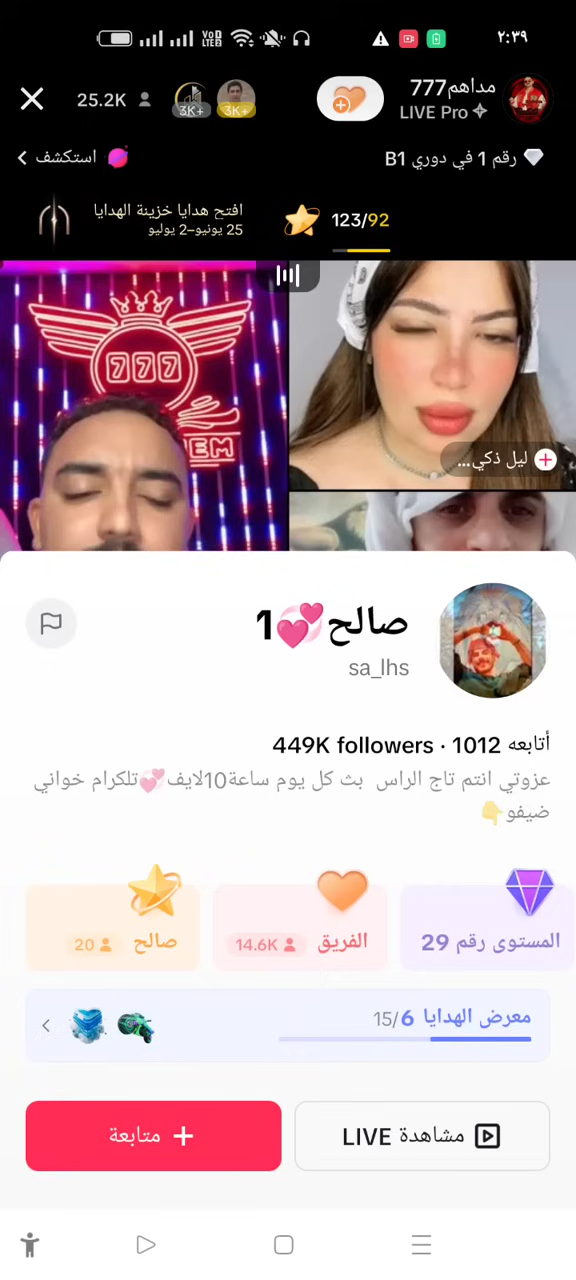 ٢:٣٩
VoD LTE2
مداهم777
LIVE Pro
25.2K
3K+
3K+
رقم 1 في دوري B1
استكشف
123/92
افتح هدايا خزينة الهدايا
25 يونيو–2 يوليو
777
EM
ليل ذكي...
صالح💞1
sa_lhs
أتابعه 1012 · 449K followers
عزوتي انتم تاج الراس بث كل يوم ساعة10لايف💞تلكرام خواني
ضيفو👇
المستوى رقم 29
الفريق 14.6K
صالح 20
معرض الهدايا 6/15
مشاهدة LIVE
متابعة